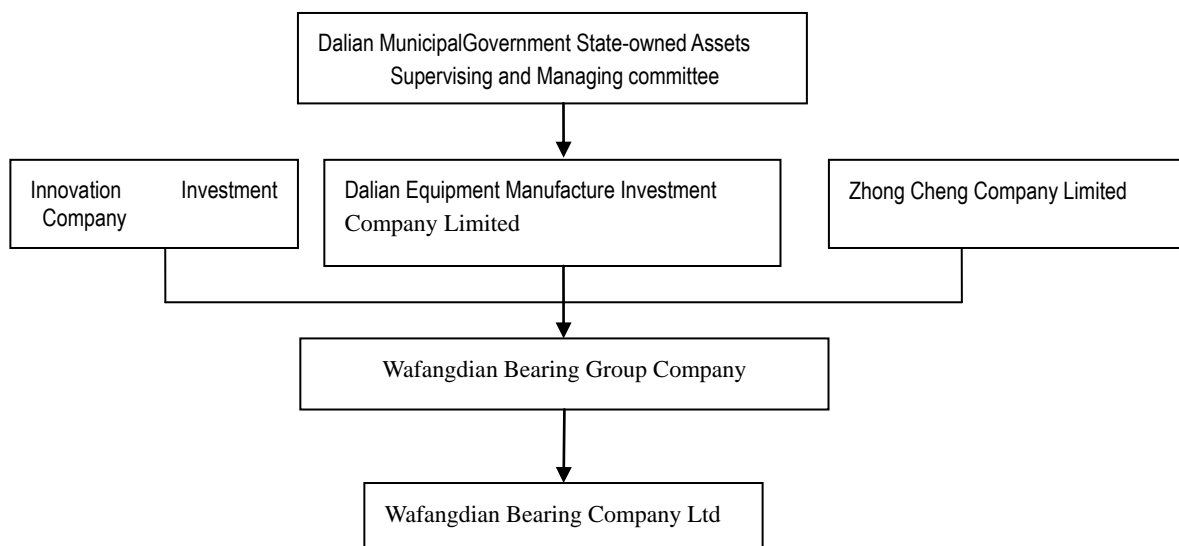 Dalian MunicipalGovernment State-owned Assets
Supervising and Managing committee
Innovation Investment
Company
Dalian Equipment Manufacture Investment
Company Limited
Zhong Cheng Company Limited
Wafangdian Bearing Group Company
Wafangdian Bearing Company Ltd